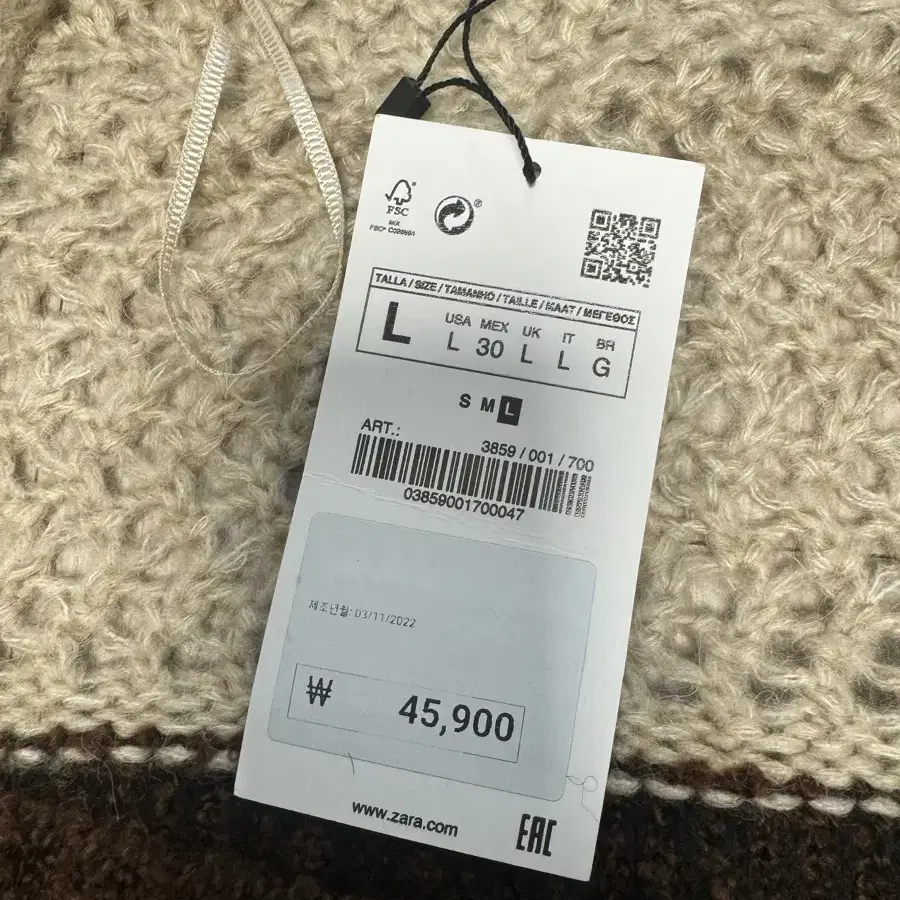 FSC
MIX
TALLA / SIZE / TAMANHO / TAILLE / MAAT / ΜΕΓΕΘΟΣ
L
USA MEX UK IT BR
L 30 L L G
S M L
ART.: 3859 / 001 / 700
03859001700047
제조년월: 03/11/2022
₩ 45,900
www.zara.com
EAC